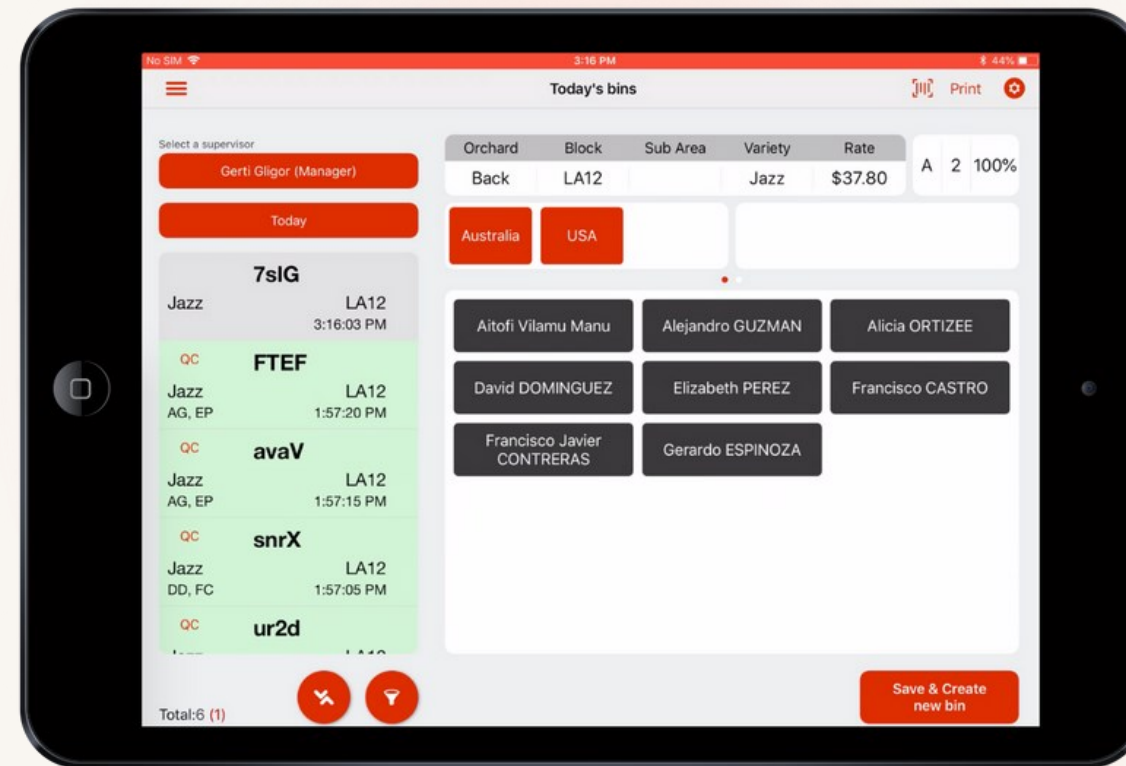 No SIM 3:16 PM 44%
Today's bins Print
Select a supervisor
Gerti Gligor (Manager)
Today
7slG
Jazz LA12
3:16:03 PM
QC FTEF
Jazz LA12
AG, EP 1:57:20 PM
QC avaV
Jazz LA12
AG, EP 1:57:15 PM
QC snrX
Jazz LA12
DD, FC 1:57:05 PM
QC ur2d
Total:6 (1)
Orchard Block Sub Area Variety Rate
Back LA12 Jazz $37.80
A 2 100%
Australia USA
Aitofi Vilamu Manu Alejandro GUZMAN Alicia ORTIZEE
David DOMINGUEZ Elizabeth PEREZ Francisco CASTRO
Francisco Javier
CONTRERAS
Gerardo ESPINOZA
Save & Create
new bin